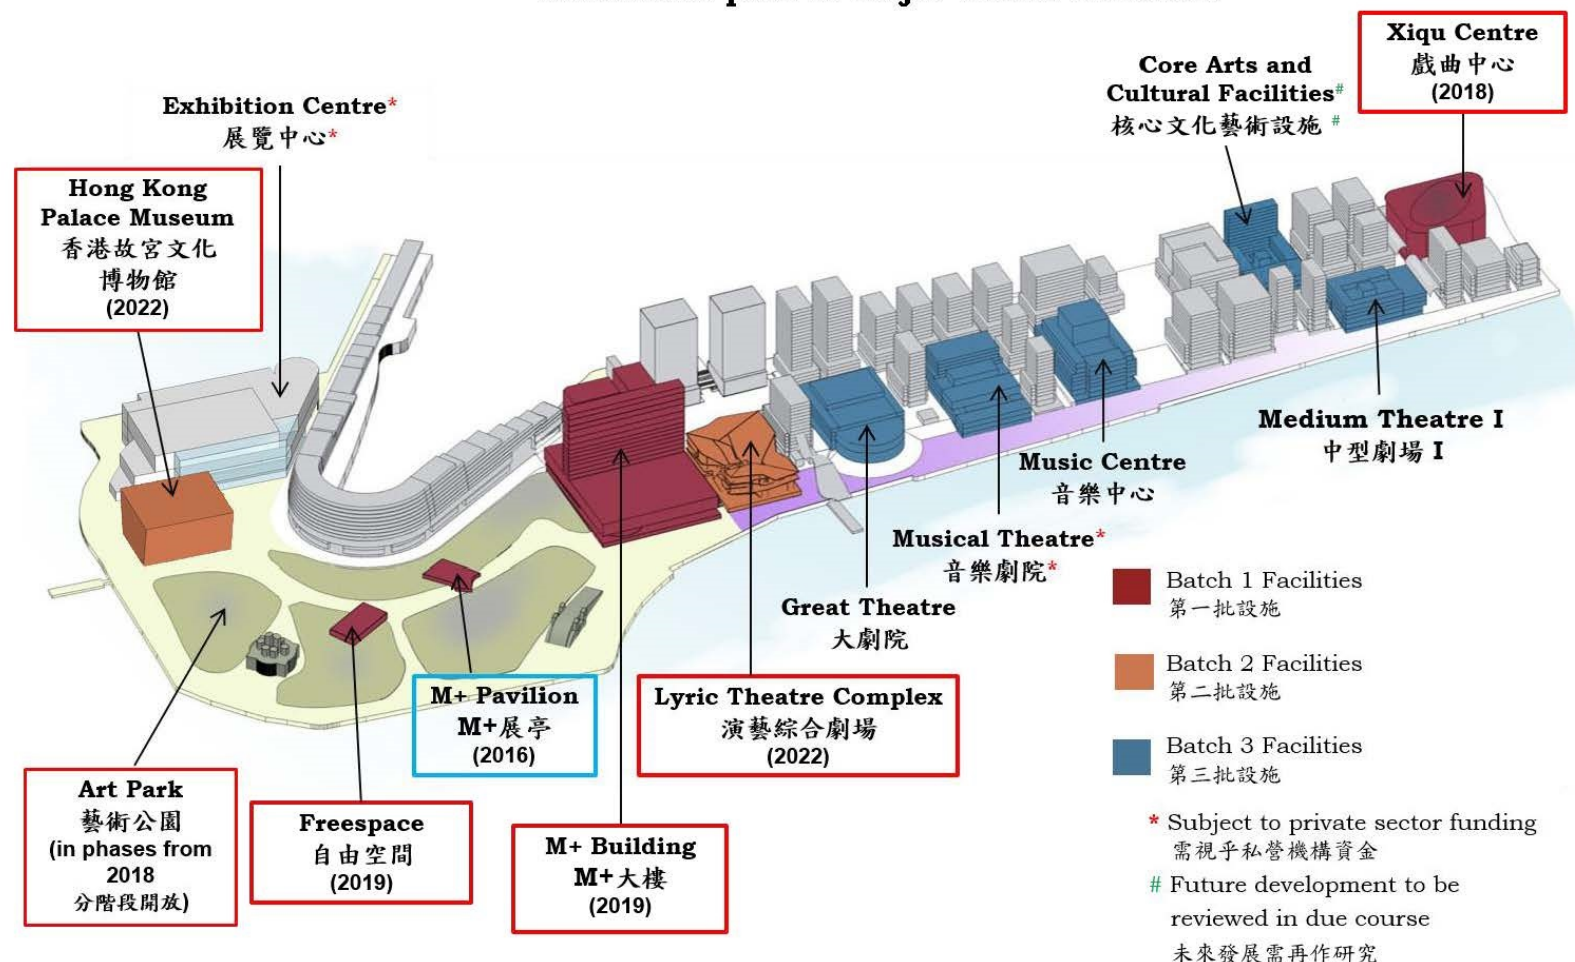 Xiqu Centre
戲曲中心
(2018)
Core Arts and
Cultural Facilities#
核心文化藝術設施 #
Exhibition Centre*
展覽中心*
Hong Kong
Palace Museum
香港故宮文化
博物館
(2022)
Medium Theatre I
中型劇場 I
Music Centre
音樂中心
Musical Theatre*
音樂劇院*
Great Theatre
大劇院
M+ Pavilion
M+展亭
(2016)
Lyric Theatre Complex
演藝綜合劇場
(2022)
Art Park
藝術公園
(in phases from
2018
分階段開放)
Freespace
自由空間
(2019)
M+ Building
M+大樓
(2019)
Batch 1 Facilities
第一批設施
Batch 2 Facilities
第二批設施
Batch 3 Facilities
第三批設施
* Subject to private sector funding
需視乎私營機構資金
# Future development to be
reviewed in due course
未來發展需再作研究